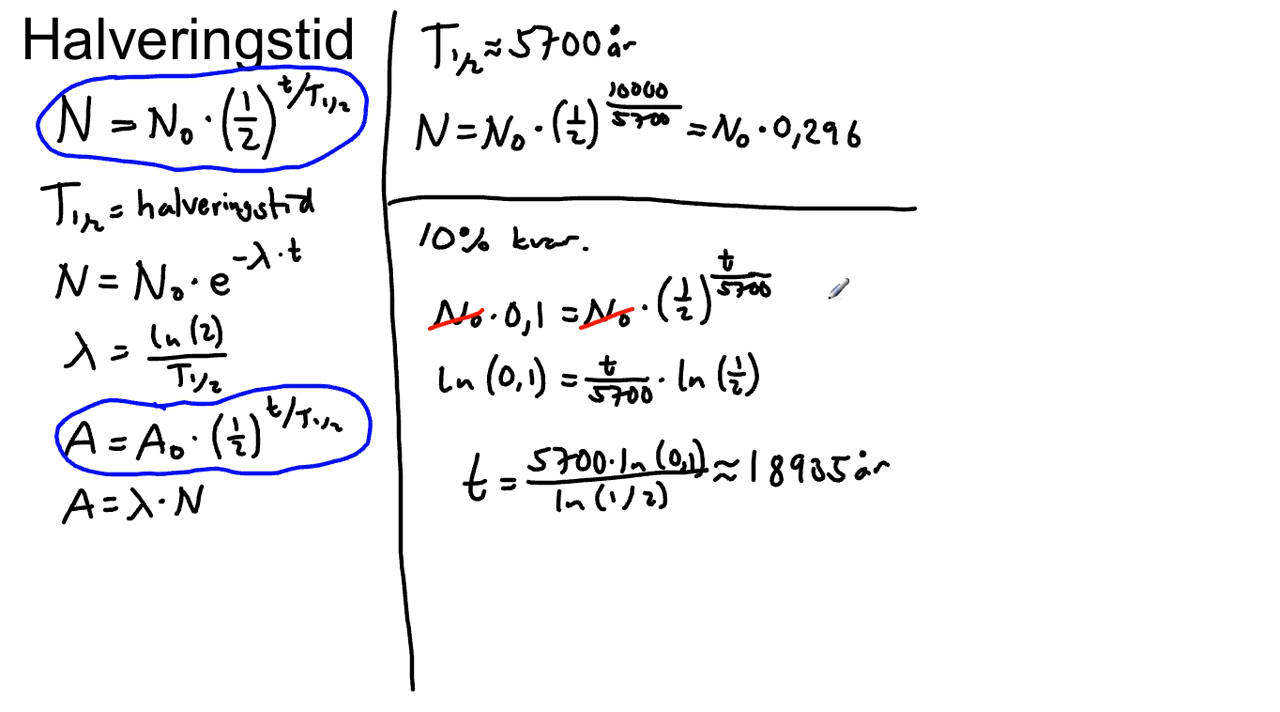 Halveringstid
N = N₀ · (1/2)^(t/T₁/₂)
T₁/₂ = halveringstid
N = N₀ · e^(-λ · t)
λ = ln(2)/T₁/₂
A = A₀ · (1/2)^(t/T₁/₂)
A = λ · N
T₁/₂ ≈ 5700 år
N = N₀ · (1/2)^(10000/5700) = N₀ · 0,296
10% kvar.
N₀ · 0,1 = N₀ · (1/2)^(t/5700)
ln (0,1) = t/5700 · ln (1/2)
t = 5700·ln(0,1)/ln(1/2) ≈ 18935 år